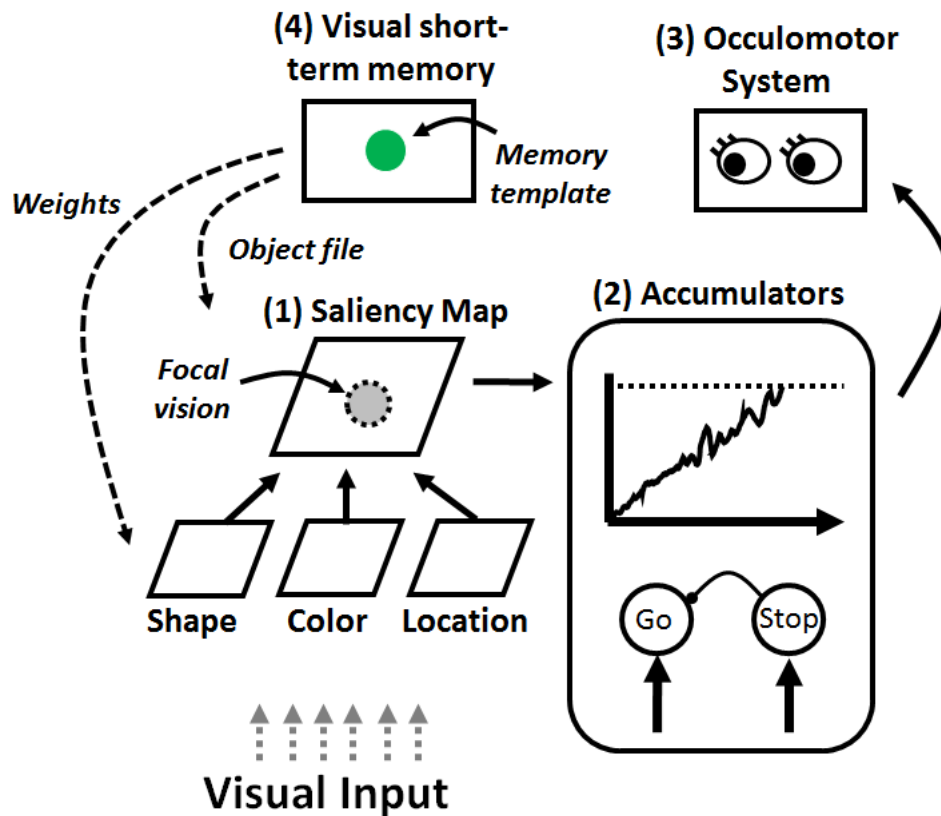 (4) Visual short-
term memory
(3) Occulomotor
System
Memory
template
Weights
Object file
(1) Saliency Map
(2) Accumulators
Focal
vision
Shape
Color
Location
Go
Stop
Visual Input